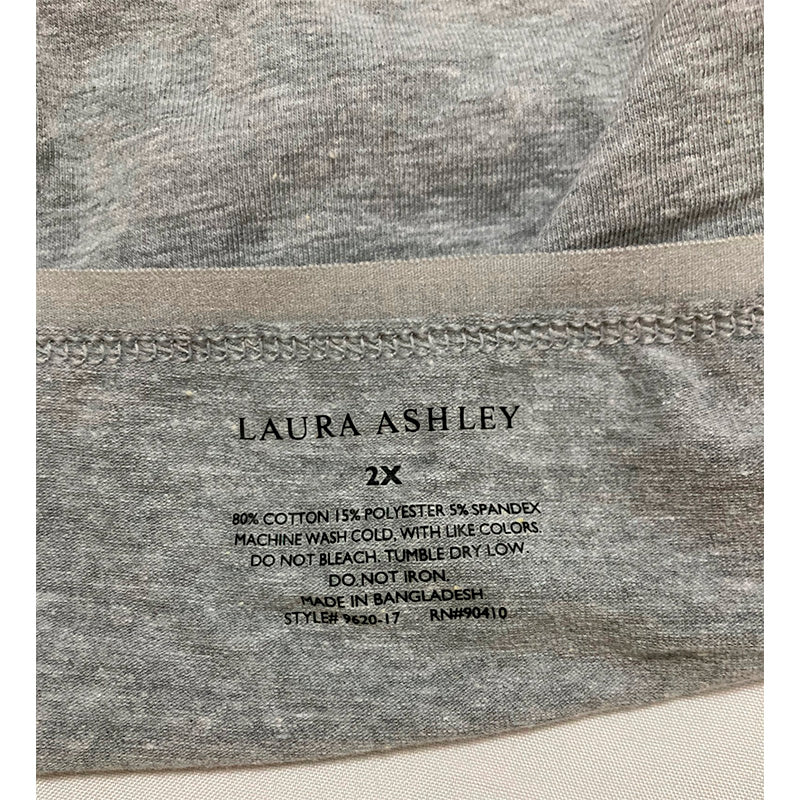 LAURA ASHLEY
2X
80% COTTON 15% POLYESTER 5% SPANDEX
MACHINE WASH COLD, WITH LIKE COLORS.
DO NOT BLEACH. TUMBLE DRY LOW.
DO NOT IRON.
MADE IN BANGLADESH.
STYLE# 9620-17 RN#90410